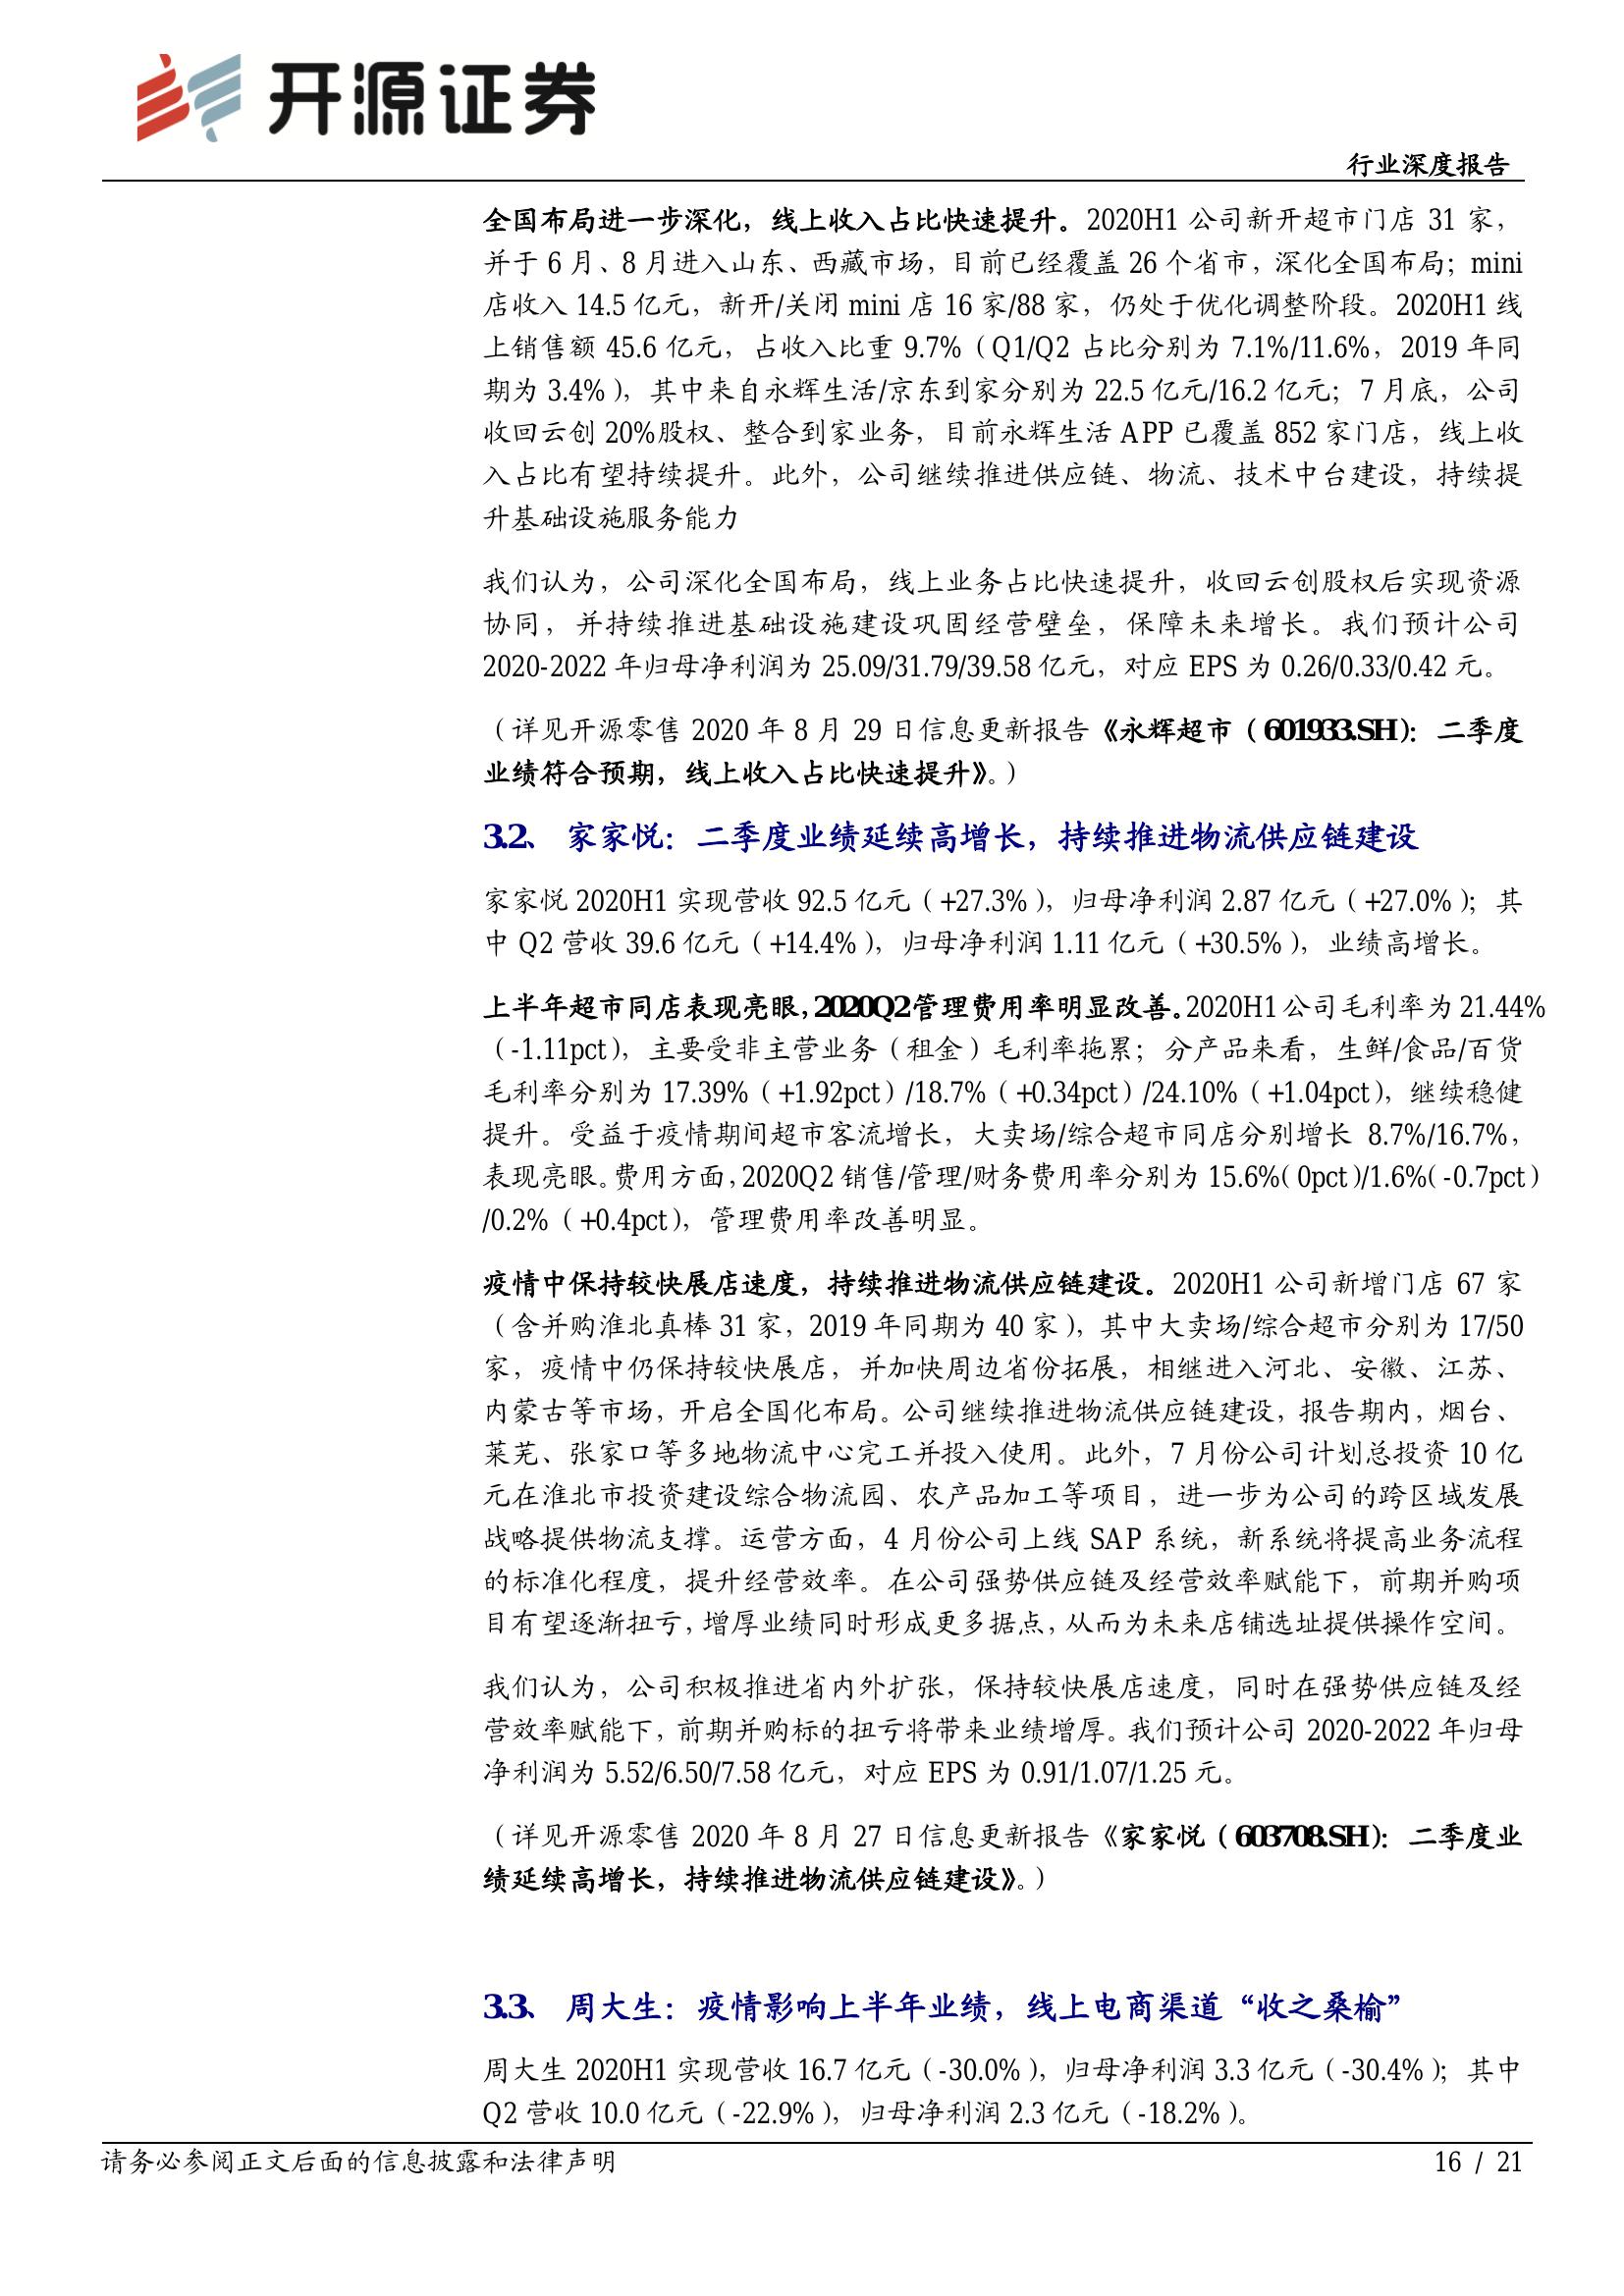 开源证券
行业深度报告
全国布局进一步深化，线上收入占比快速提升。2020H1 公司新开超市门店 31 家，
并于 6 月、8 月进入山东、西藏市场，目前已经覆盖 26 个省市，深化全国布局；mini
店收入 14.5 亿元，新开/关闭 mini 店 16 家/88 家，仍处于优化调整阶段。2020H1 线
上销售额 45.6 亿元，占收入比重 9.7%（Q1/Q2 占比分别为 7.1%/11.6%，2019 年同
期为 3.4%），其中来自永辉生活/京东到家分别为 22.5 亿元/16.2 亿元；7 月底，公司
收回云创 20%股权、整合到家业务，目前永辉生活 APP 已覆盖 852 家门店，线上收
入占比有望持续提升。此外，公司继续推进供应链、物流、技术中台建设，持续提
升基础设施服务能力
我们认为，公司深化全国布局，线上业务占比快速提升，收回云创股权后实现资源
协同，并持续推进基础设施建设巩固经营壁垒，保障未来增长。我们预计公司
2020-2022 年归母净利润为 25.09/31.79/39.58 亿元，对应 EPS 为 0.26/0.33/0.42 元。
（详见开源零售 2020 年 8 月 29 日信息更新报告《永辉超市（601933.SH）：二季度
业绩符合预期，线上收入占比快速提升》。）
3.2、 家家悦：二季度业绩延续高增长，持续推进物流供应链建设
家家悦 2020H1 实现营收 92.5 亿元（+27.3%），归母净利润 2.87 亿元（+27.0%）；其
中 Q2 营收 39.6 亿元（+14.4%），归母净利润 1.11 亿元（+30.5%），业绩高增长。
上半年超市同店表现亮眼，2020Q2 管理费用率明显改善。2020H1 公司毛利率为 21.44%
（-1.11pct），主要受非主营业务（租金）毛利率拖累；分产品来看，生鲜/食品/百货
毛利率分别为 17.39%（+1.92pct）/18.7%（+0.34pct）/24.10%（+1.04pct），继续稳健
提升。受益于疫情期间超市客流增长，大卖场/综合超市同店分别增长 8.7%/16.7%，
表现亮眼。费用方面，2020Q2 销售/管理/财务费用率分别为 15.6%（0pct）/1.6%（-0.7pct）
/0.2%（+0.4pct），管理费用率改善明显。
疫情中保持较快展店速度，持续推进物流供应链建设。2020H1 公司新增门店 67 家
（含并购淮北真棒 31 家，2019 年同期为 40 家），其中大卖场/综合超市分别为 17/50
家，疫情中仍保持较快展店，并加快周边省份拓展，相继进入河北、安徽、江苏、
内蒙古等市场，开启全国化布局。公司继续推进物流供应链建设，报告期内，烟台、
莱芜、张家口等多地物流中心完工并投入使用。此外，7 月份公司计划总投资 10 亿
元在淮北市投资建设综合物流园、农产品加工等项目，进一步为公司的跨区域发展
战略提供物流支撑。运营方面，4 月份公司上线 SAP 系统，新系统将提高业务流程
的标准化程度，提升经营效率。在公司强势供应链及经营效率赋能下，前期并购项
目有望逐渐扭亏，增厚业绩同时形成更多据点，从而为未来店铺选址提供操作空间。
我们认为，公司积极推进省内外扩张，保持较快展店速度，同时在强势供应链及经
营效率赋能下，前期并购标的扭亏将带来业绩增厚。我们预计公司 2020-2022 年归母
净利润为 5.52/6.50/7.58 亿元，对应 EPS 为 0.91/1.07/1.25 元。
（详见开源零售 2020 年 8 月 27 日信息更新报告《家家悦（603708.SH）：二季度业
绩延续高增长，持续推进物流供应链建设》。）
3.3、 周大生：疫情影响上半年业绩，线上电商渠道“收之桑榆”
周大生 2020H1 实现营收 16.7 亿元（-30.0%），归母净利润 3.3 亿元（-30.4%）；其中
Q2 营收 10.0 亿元（-22.9%），归母净利润 2.3 亿元（-18.2%）。
请务必参阅正文后面的信息披露和法律声明
16 / 21